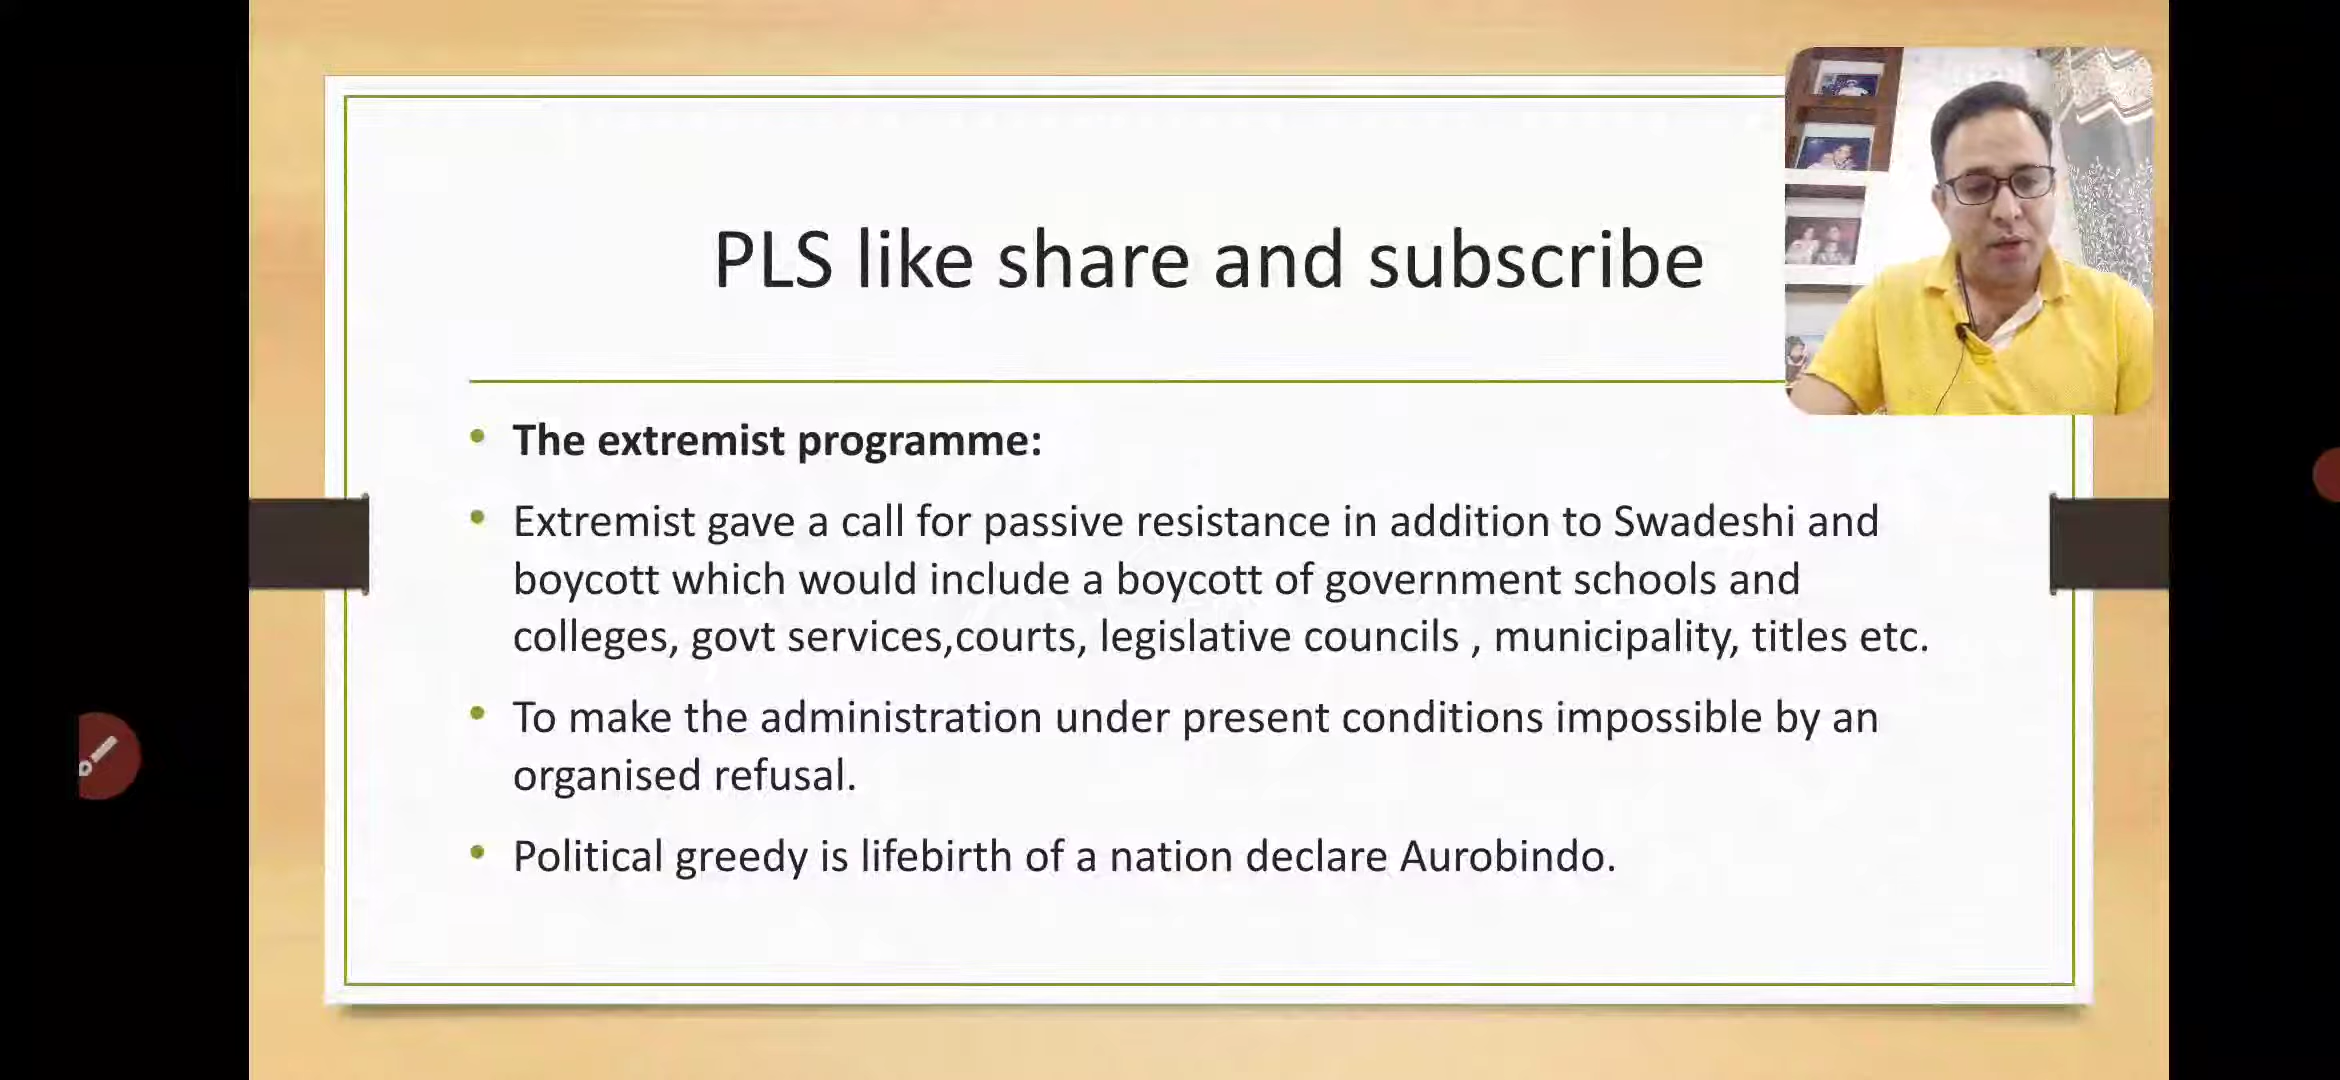 PLS like share and subscribe
The extremist programme:
Extremist gave a call for passive resistance in addition to Swadeshi and
boycott which would include a boycott of government schools and
colleges, govt services,courts, legislative councils , municipality, titles etc.
To make the administration under present conditions impossible by an
organised refusal.
Political greedy is lifebirth of a nation declare Aurobindo.